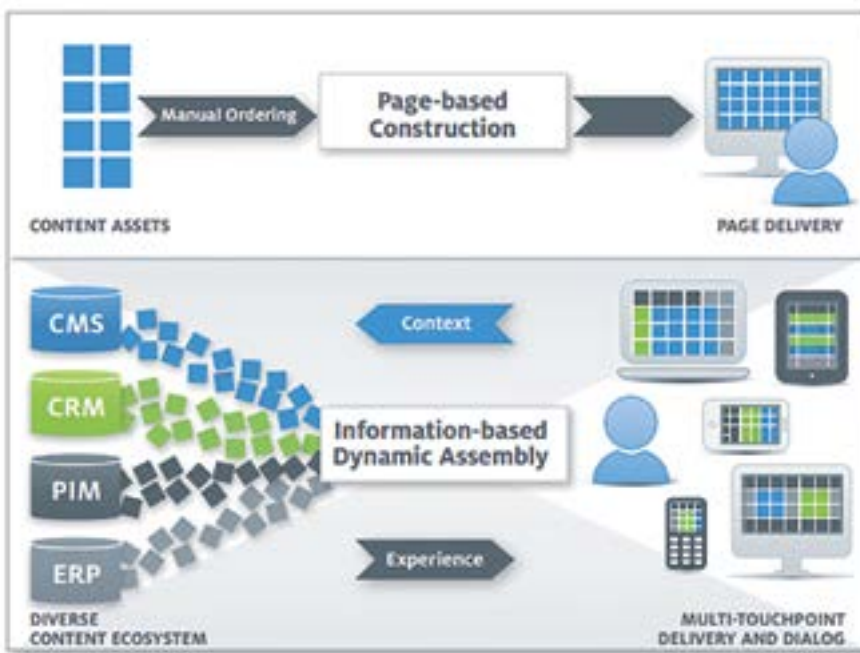 Manual Ordering
Page-based
Construction
CONTENT ASSETS
PAGE DELIVERY
CMS
Context
CRM
Information-based
Dynamic Assembly
PIM
ERP
Experience
DIVERSE
CONTENT ECOSYSTEM
MULTI-TOUCHPOINT
DELIVERY AND DIALOG